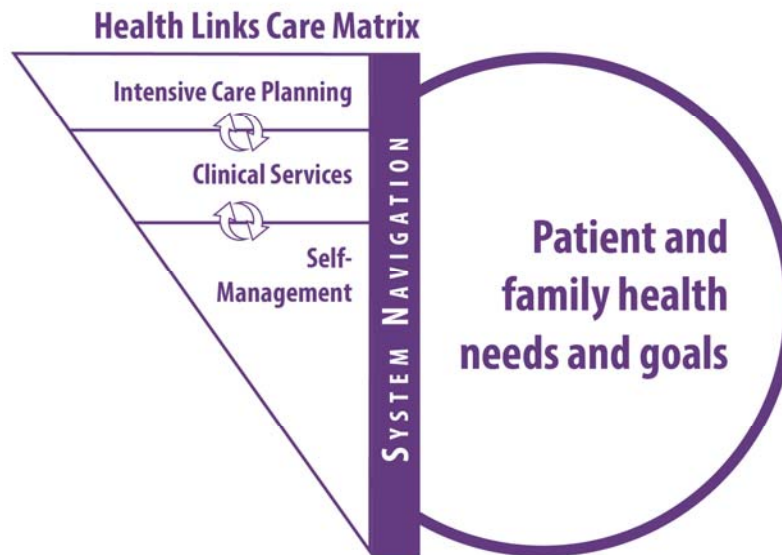 Health Links Care Matrix
Intensive Care Planning
Clinical Services
Self-
Management
SYSTEM NAVIGATION
Patient and
family health
needs and goals